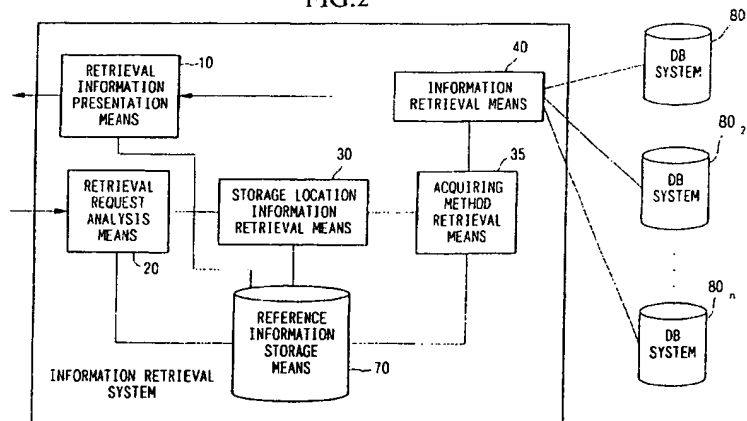 FIG.2
10
RETRIEVAL
INFORMATION
PRESENTATION
MEANS
40
INFORMATION
RETRIEVAL MEANS
80
DB
SYSTEM
RETRIEVAL
REQUEST
ANALYSIS
MEANS
20
30
STORAGE LOCATION
INFORMATION
RETRIEVAL MEANS
35
ACQUIRING
METHOD
RETRIEVAL
MEANS
80 2
DB
SYSTEM
REFERENCE
INFORMATION
STORAGE
MEANS
70
80 n
DB
SYSTEM
INFORMATION RETRIEVAL
SYSTEM